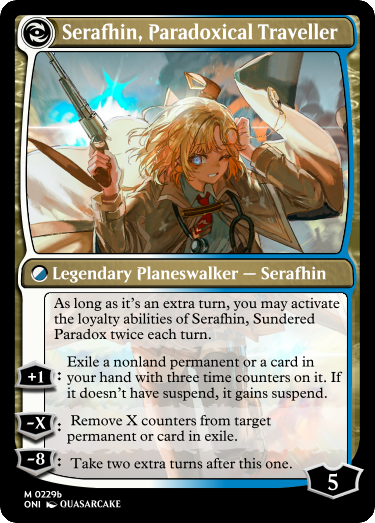 Serafhin, Paradoxical Traveller
Legendary Planeswalker — Serafhin
As long as it's an extra turn, you may activate
the loyalty abilities of Serafhin, Sundered
Paradox twice each turn.
+1: Exile a nonland permanent or a card in
your hand with three time counters on it. If
it doesn't have suspend, it gains suspend.
-X: Remove X counters from target
permanent or card in exile.
-8: Take two extra turns after this one.
5
M 0229b
ONI QUASARCAKE